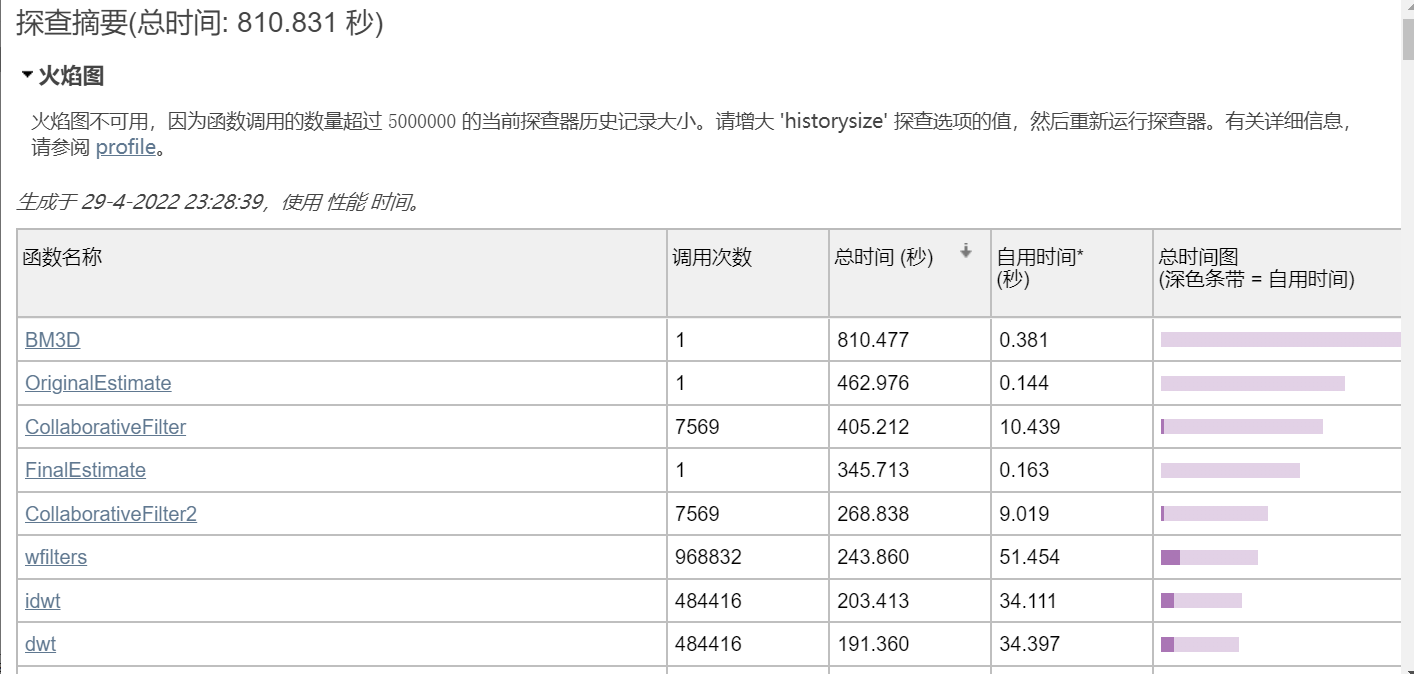 探查摘要(总时间: 810.831 秒)
火焰图
火焰图不可用，因为函数调用的数量超过 5000000 的当前探查器历史记录大小。请增大 'historysize' 探查选项的值，然后重新运行探查器。有关详细信息，
请参阅 profile。
生成于 29-4-2022 23:28:39，使用 性能 时间。
函数名称 调用次数 总时间 (秒) 自用时间* 总时间图
(秒) (深色条带 = 自用时间)
BM3D 1 810.477 0.381
OriginalEstimate 1 462.976 0.144
CollaborativeFilter 7569 405.212 10.439
FinalEstimate 1 345.713 0.163
CollaborativeFilter2 7569 268.838 9.019
wfilters 968832 243.860 51.454
idwt 484416 203.413 34.111
dwt 484416 191.360 34.397